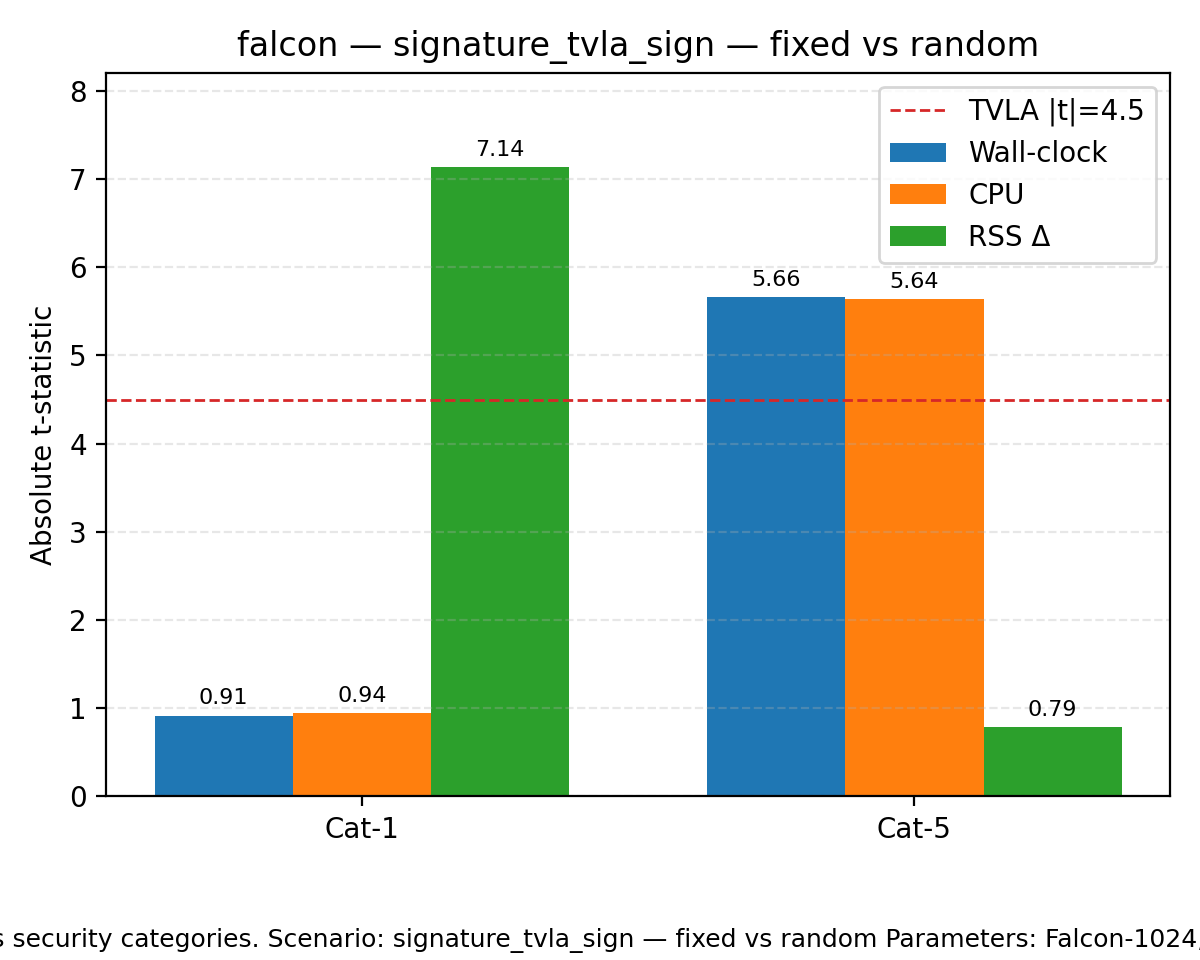 falcon — signature_tvla_sign — fixed vs random
8
7
6
5
4
3
2
1
0
Absolute t-statistic
TVLA |t|=4.5
Wall-clock
CPU
RSS Δ
0.91
0.94
7.14
5.66
5.64
0.79
Cat-1
Cat-5
security categories. Scenario: signature_tvla_sign — fixed vs random Parameters: Falcon-1024,